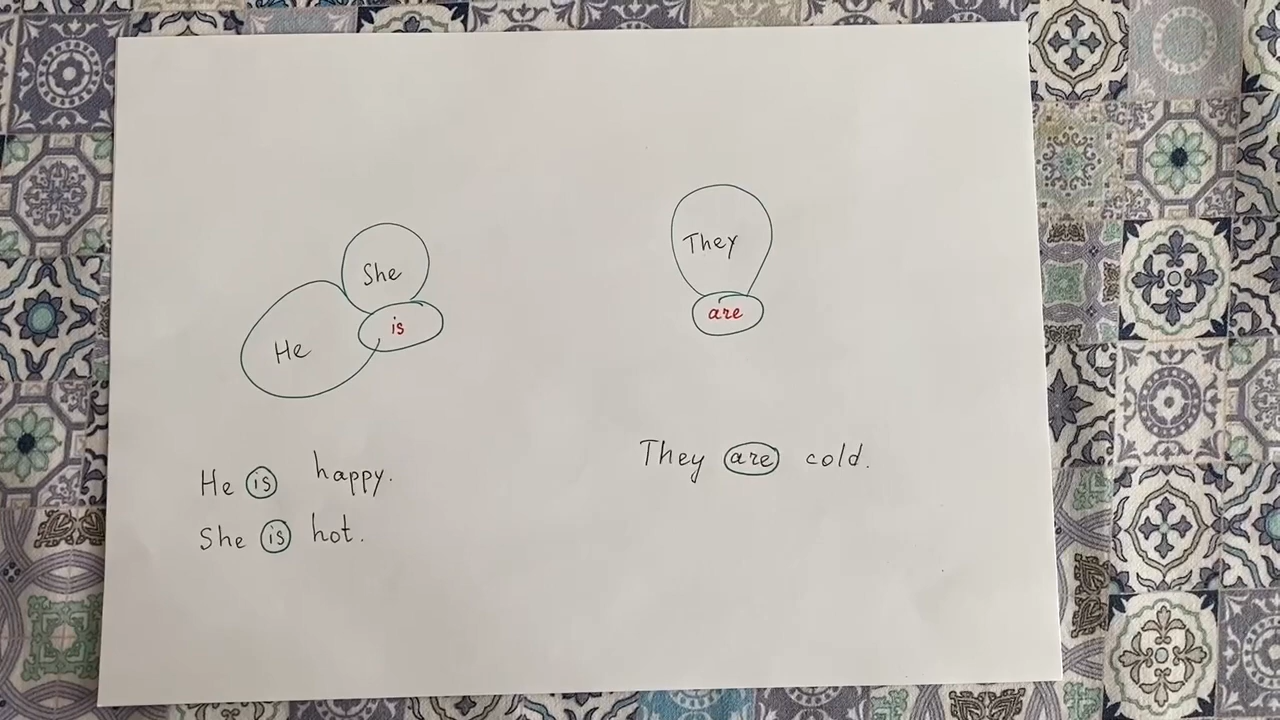 She
is
He
They
are
He is happy.
She is hot.
They are cold.